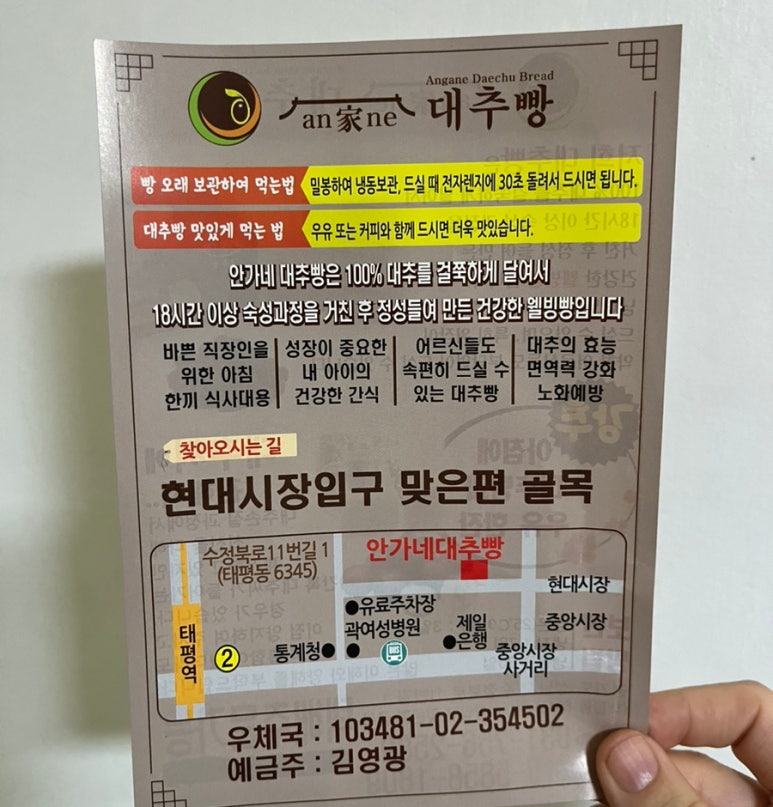 Angane Daechu Bread
an家ne 대추빵
빵 오래 보관하여 먹는법 밀봉하여 냉동보관, 드실 때 전자렌지에 30초 돌려서 드시면 됩니다.
대추빵 맛있게 먹는 법 우유 또는 커피와 함께 드시면 더욱 맛있습니다.
안가네 대추빵은 100% 대추를 걸쭉하게 달여서
18시간 이상 숙성과정을 거친 후 정성들여 만든 건강한 웰빙빵입니다
바쁜 직장인을
위한 아침
한끼 식사대용
성장이 중요한
내 아이의
건강한 간식
어르신들도
속편히 드실 수
있는 대추빵
대추의 효능
면역력 강화
노화예방
찾아오시는 길
현대시장입구 맞은편 골목
수정북로11번길 1
(태평동 6345)
안가네대추빵
현대시장
유료주차장
곽여성병원
제일
은행
중앙시장
태평역
2
통계청
BUS
중앙시장
사거리
우체국 : 103481-02-354502
예금주 : 김영광